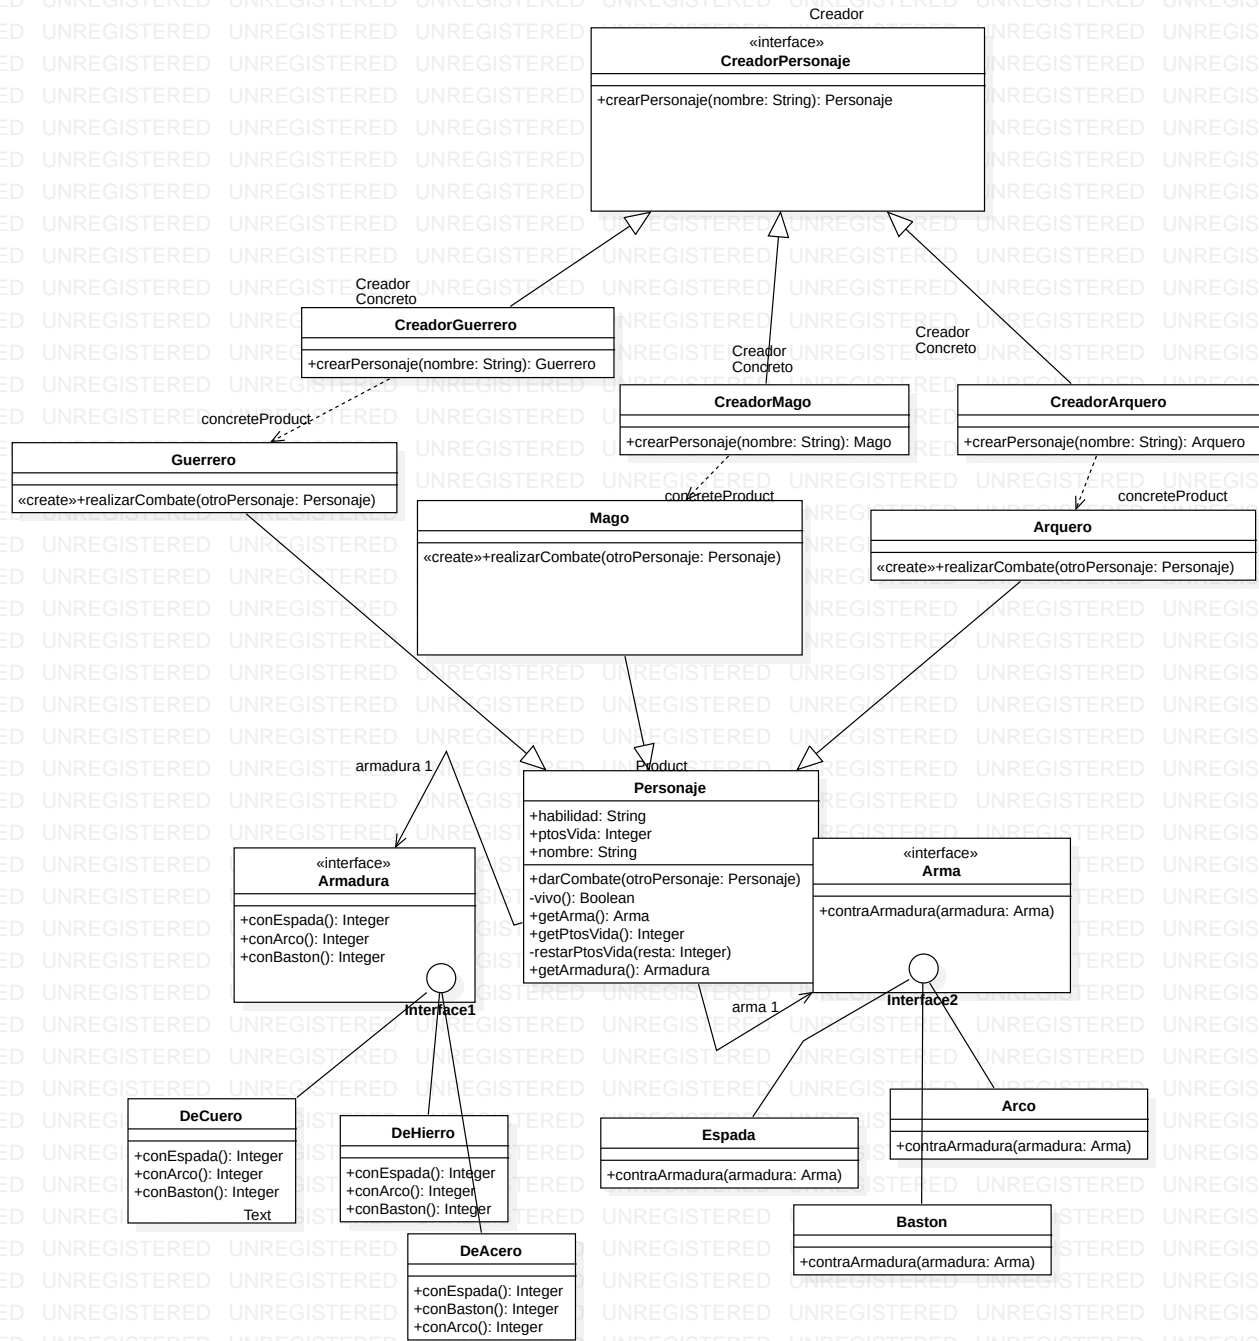 Creador
«interface»
CreadorPersonaje
+crearPersonaje(nombre: String): Personaje
Creador
Concreto
CreadorGuerrero
+crearPersonaje(nombre: String): Guerrero
Creador
Concreto
CreadorMago
+crearPersonaje(nombre: String): Mago
Creador
Concreto
CreadorArquero
+crearPersonaje(nombre: String): Arquero
concreteProduct
Guerrero
«create»+realizarCombate(otroPersonaje: Personaje)
concreteProduct
Mago
«create»+realizarCombate(otroPersonaje: Personaje)
concreteProduct
Arquero
«create»+realizarCombate(otroPersonaje: Personaje)
armadura 1
Product
Personaje
+habilidad: String
+ptosVida: Integer
+nombre: String
+darCombate(otroPersonaje: Personaje)
-vivo(): Boolean
+getArma(): Arma
+getPtosVida(): Integer
-restarPtosVida(resta: Integer)
+getArmadura(): Armadura
«interface»
Armadura
+conEspada(): Integer
+conArco(): Integer
+conBaston(): Integer
Interface1
«interface»
Arma
+contraArmadura(armadura: Arma)
Interface2
arma 1
DeCuero
+conEspada(): Integer
+conArco(): Integer
+conBaston(): Integer
Text
DeHierro
+conEspada(): Integer
+conArco(): Integer
+conBaston(): Integer
DeAcero
+conEspada(): Integer
+conBaston(): Integer
+conArco(): Integer
Espada
+contraArmadura(armadura: Arma)
Arco
+contraArmadura(armadura: Arma)
Baston
+contraArmadura(armadura: Arma)
UNREGISTERED